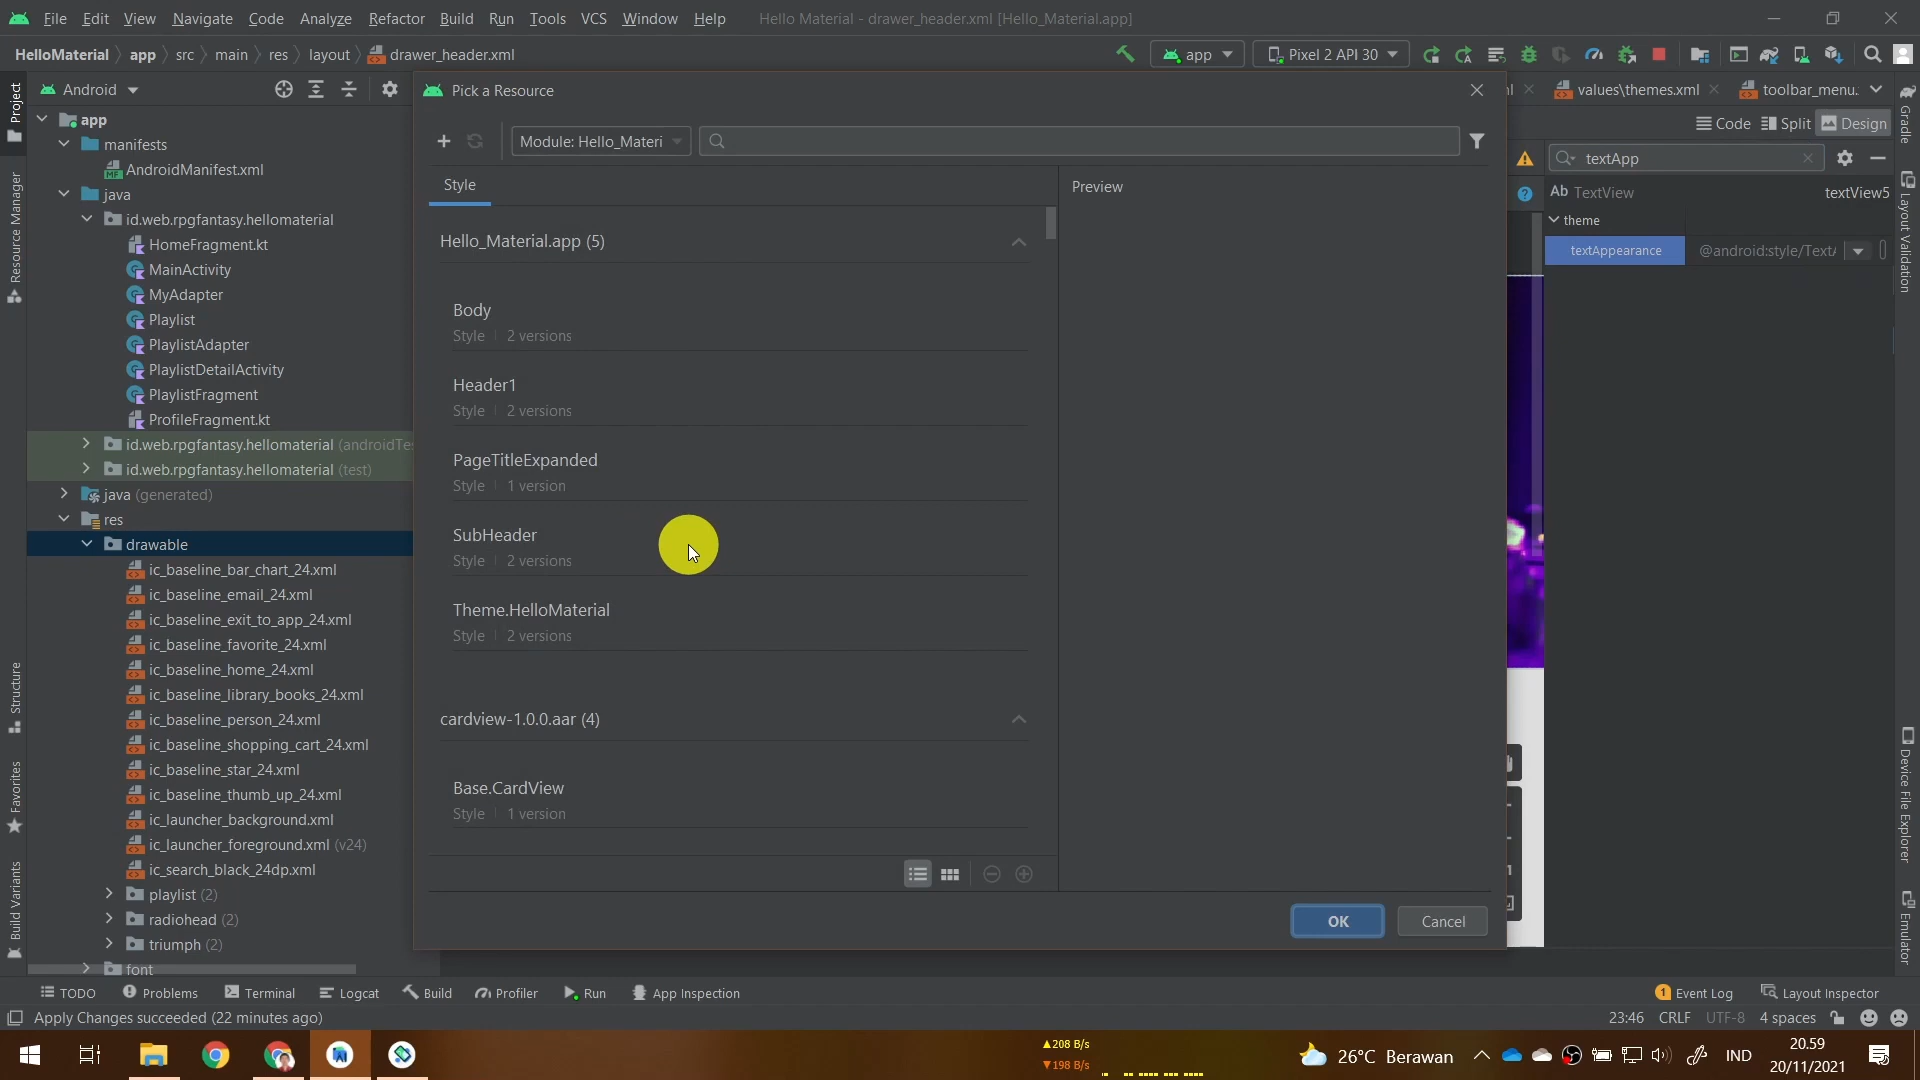 File Edit View Navigate Code Analyze Refactor Build Run Tools VCS Window Help Hello Material - drawer_header.xml [Hello_Material.app]
HelloMaterial app src main res layout drawer_header.xml
app Pixel 2 API 30
Android
Pick a Resource
values\themes.xml toolbar_menu.
Code Split Design
Module: Hello_Materi
textApp
Style
Preview
Ab TextView textView5
theme
textAppearance @android:style/TextA
Hello_Material.app (5)
Body
Style 2 versions
Header1
Style 2 versions
PageTitleExpanded
Style 1 version
SubHeader
Style 2 versions
Theme.HelloMaterial
Style 2 versions
cardview-1.0.0.aar (4)
Base.CardView
Style 1 version
OK Cancel
app
manifests
AndroidManifest.xml
java
id.web.rpgfantasy.hellomaterial
HomeFragment.kt
MainActivity
MyAdapter
Playlist
PlaylistAdapter
PlaylistDetailActivity
PlaylistFragment
ProfileFragment.kt
id.web.rpgfantasy.hellomaterial (androidTe
id.web.rpgfantasy.hellomaterial (test)
java (generated)
res
drawable
ic_baseline_bar_chart_24.xml
ic_baseline_email_24.xml
ic_baseline_exit_to_app_24.xml
ic_baseline_favorite_24.xml
ic_baseline_home_24.xml
ic_baseline_library_books_24.xml
ic_baseline_person_24.xml
ic_baseline_shopping_cart_24.xml
ic_baseline_star_24.xml
ic_baseline_thumb_up_24.xml
ic_launcher_background.xml
ic_launcher_foreground.xml (v24)
ic_search_black_24dp.xml
playlist (2)
radiohead (2)
triumph (2)
font
Project
Resource Manager
Structure
Favorites
Build Variants
Gradle
Layout Validation
Device File Explorer
Emulator
TODO Problems Terminal Logcat Build Profiler Run App Inspection 1 Event Log Layout Inspector
Apply Changes succeeded (22 minutes ago) 23:46 CRLF UTF-8 4 spaces
208 B/s
198 B/s
26°C Berawan
IND
20.59
20/11/2021